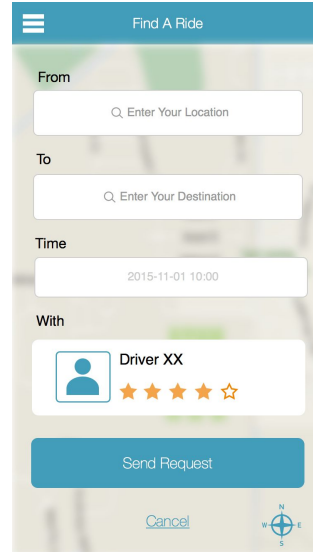 Find A Ride
From
Enter Your Location
To
Enter Your Destination
Time
2015-11-01 10:00
With
Driver XX
Send Request
Cancel
N
W E
S